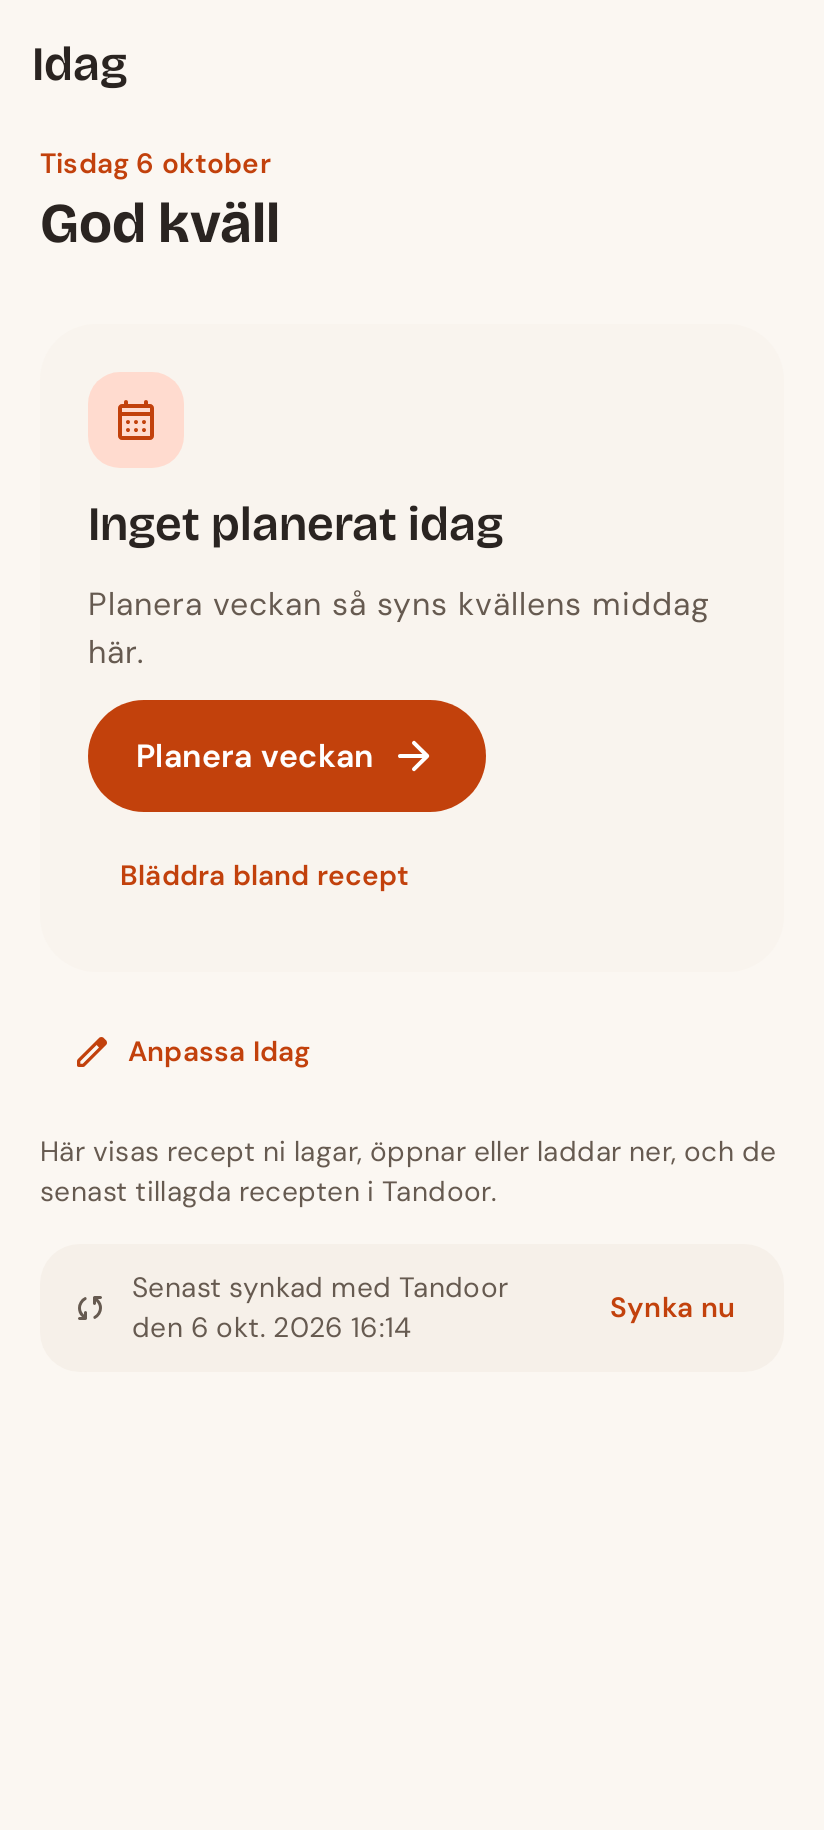 Idag
Tisdag 6 oktober
God kväll
Inget planerat idag
Planera veckan så syns kvällens middag
här.
Planera veckan
Bläddra bland recept
Anpassa Idag
Här visas recept ni lagar, öppnar eller laddar ner, och de
senast tillagda recepten i Tandoor.
Senast synkad med Tandoor
den 6 okt. 2026 16:14
Synka nu